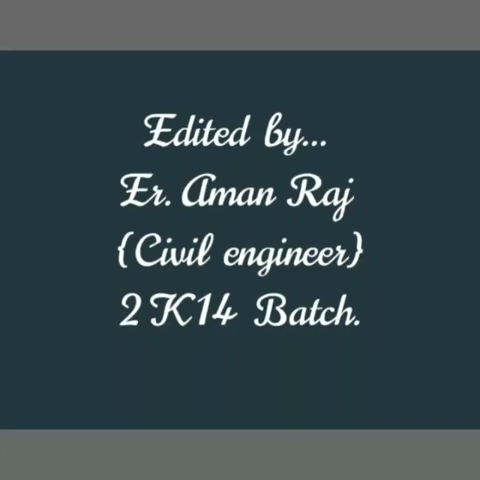 Edited by...
Er. Aman Raj
{Civil engineer}
2K14 Batch.